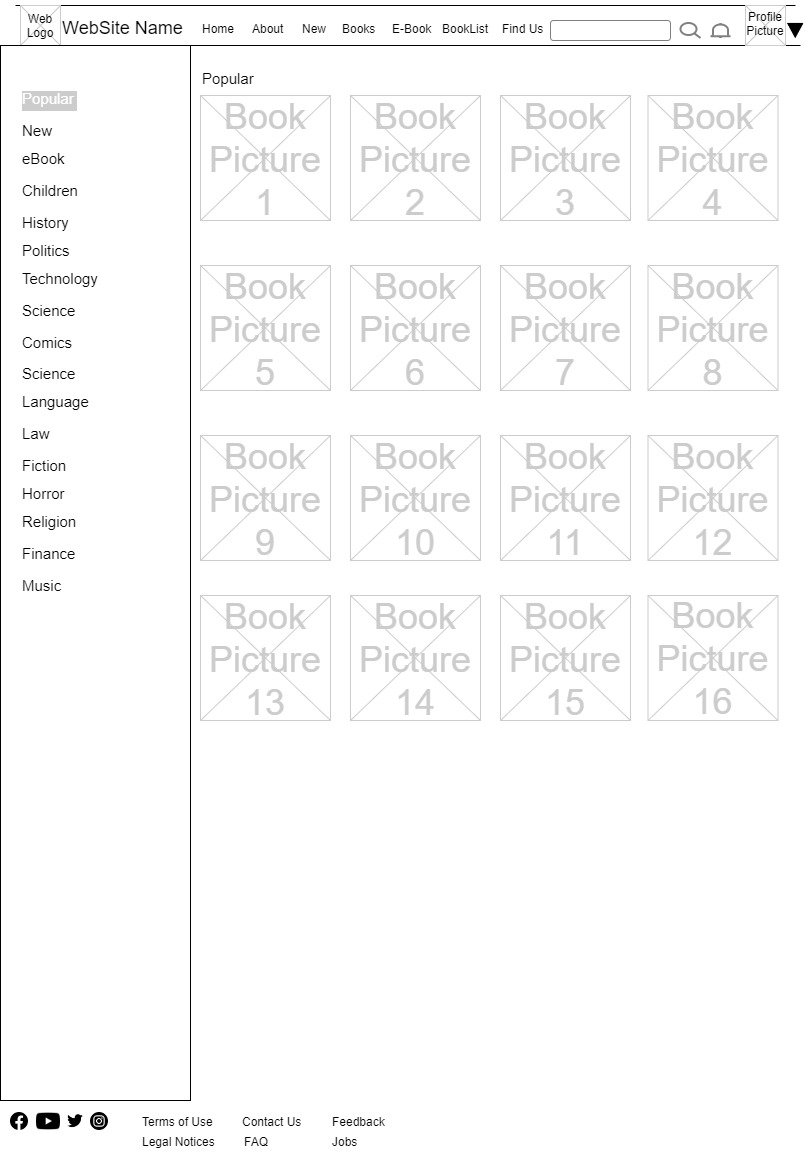 Web
Logo
WebSite Name
Home
About
New
Books
E-Book
BookList
Find Us
Profile
Picture
Popular
New
eBook
Children
History
Politics
Technology
Science
Comics
Science
Language
Law
Fiction
Horror
Religion
Finance
Music
Popular
Book
Picture
1
Book
Picture
2
Book
Picture
3
Book
Picture
4
Book
Picture
5
Book
Picture
6
Book
Picture
7
Book
Picture
8
Book
Picture
9
Book
Picture
10
Book
Picture
11
Book
Picture
12
Book
Picture
13
Book
Picture
14
Book
Picture
15
Book
Picture
16
Terms of Use
Contact Us
Feedback
Legal Notices
FAQ
Jobs